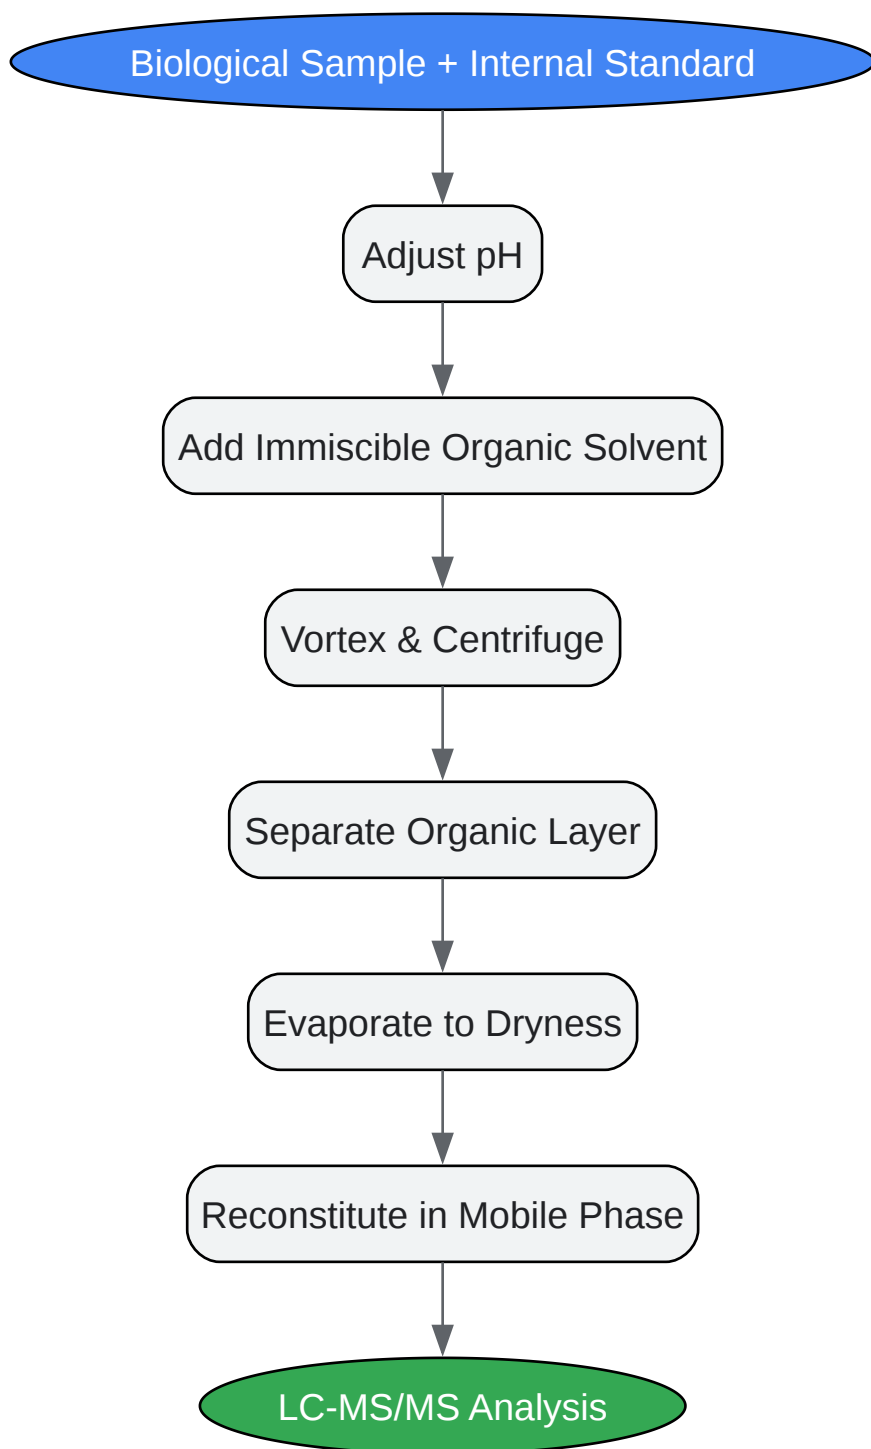 Biological Sample + Internal Standard
Adjust pH
Add Immiscible Organic Solvent
Vortex & Centrifuge
Separate Organic Layer
Evaporate to Dryness
Reconstitute in Mobile Phase
LC-MS/MS Analysis